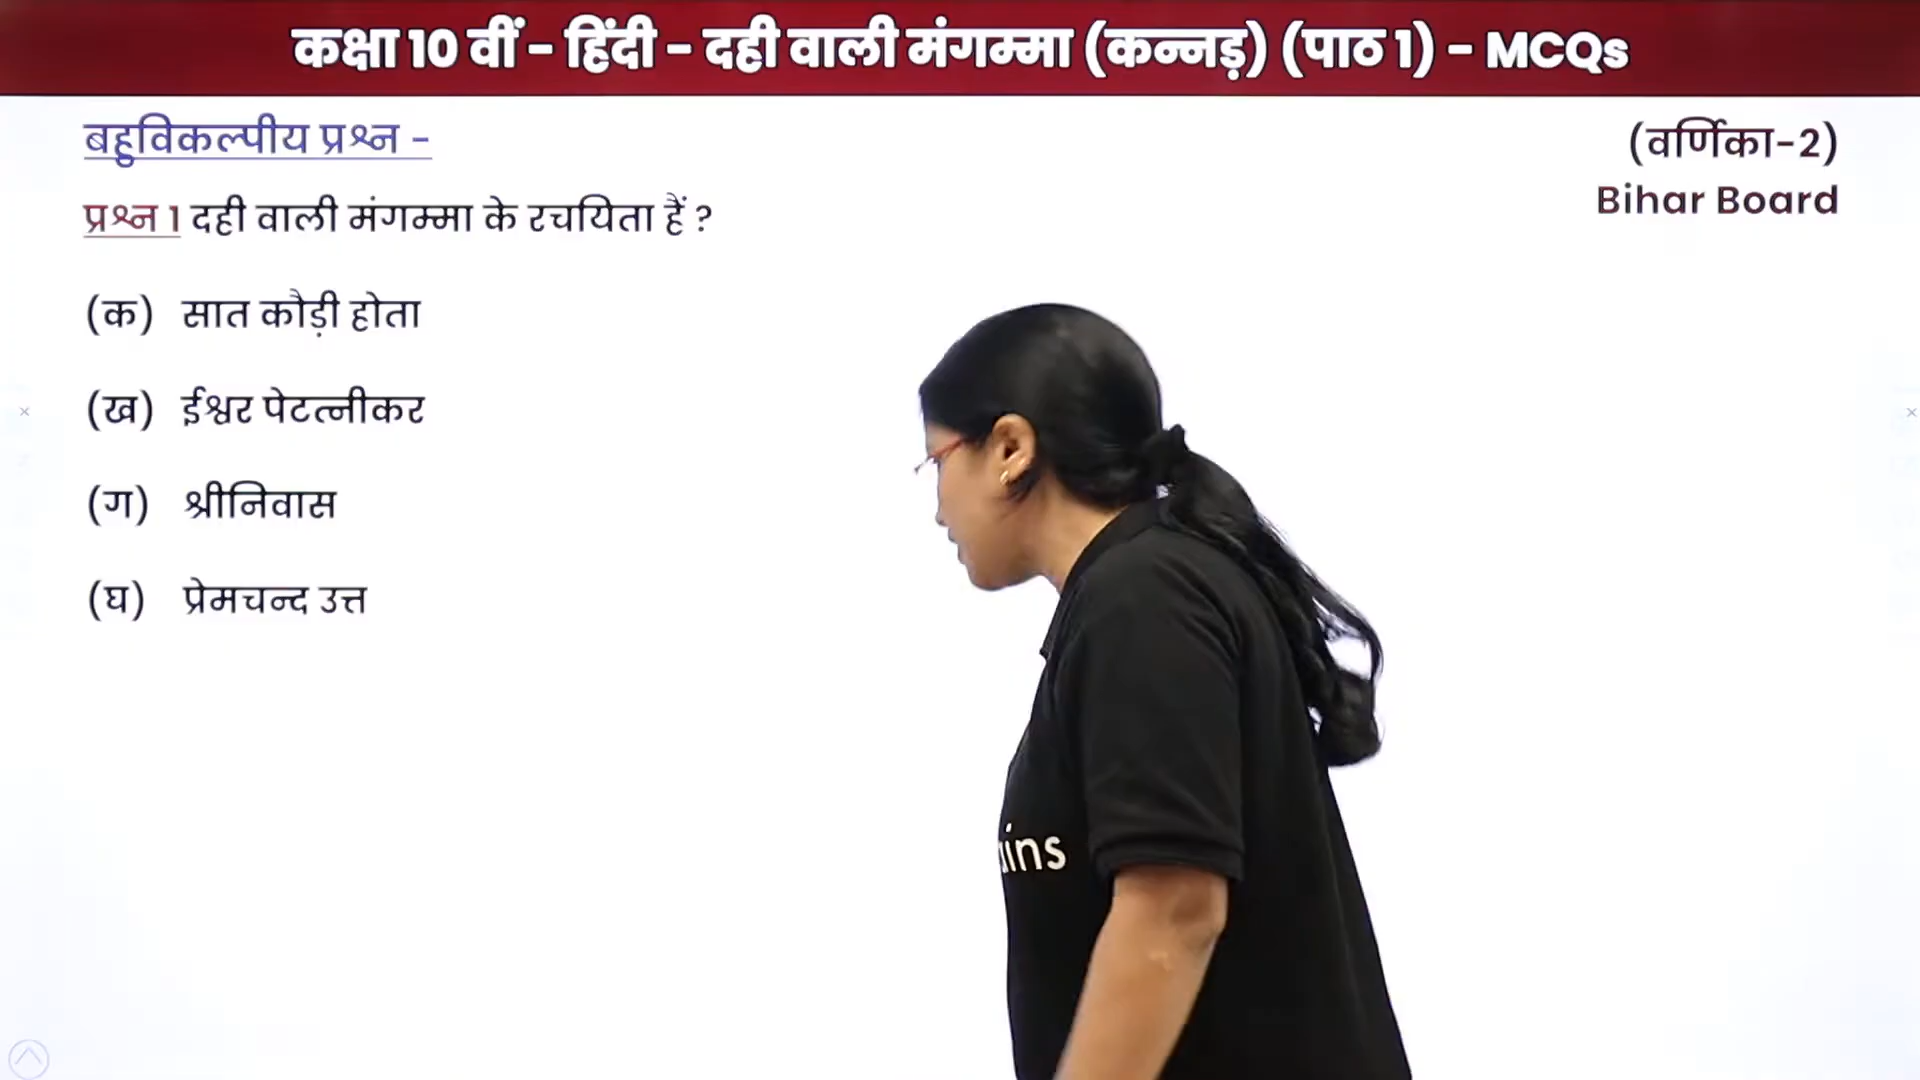 कक्षा 10 वीं - हिंदी - दही वाली मंगम्मा (कन्नड़) (पाठ 1) - MCQs
बहुविकल्पीय प्रश्न -
(वर्णिका-2)
Bihar Board
प्रश्न 1 दही वाली मंगम्मा के रचयिता हैं ?
(क) सात कौड़ी होता
(ख) ईश्वर पेटत्नीकर
(ग) श्रीनिवास
(घ) प्रेमचन्द उत्त
ins